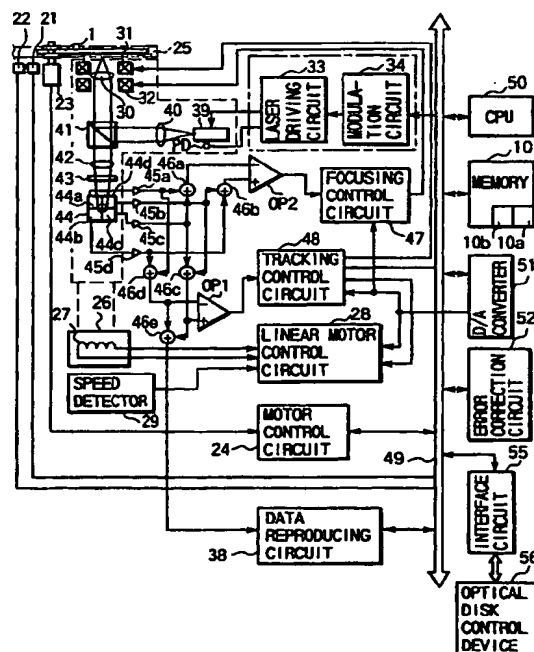 22 21 1 31 25
33 34
23 30 32 40 39
LASER
DRIVING
CIRCUIT
MODULA-
TION
CIRCUIT
50
CPU
41
PD
42
43 44d 46a
44a 45a
OP2
FOCUSING
CONTROL
CIRCUIT
47
10
MEMORY
10b 10a
44 45b 46b
44b 44c 45c
45d
46d 46c OP1
48
TRACKING
CONTROL
CIRCUIT
51
D/A
CONVERTER
27 26
46e
28
LINEAR MOTOR
CONTROL
CIRCUIT
52
ERROR
CORRECTION
CIRCUIT
SPEED
DETECTOR
29
MOTOR
CONTROL
CIRCUIT
24
49
55
INTERFACE
CIRCUIT
DATA
REPRODUCING
CIRCUIT
38
56
OPTICAL
DISK
CONTROL
DEVICE